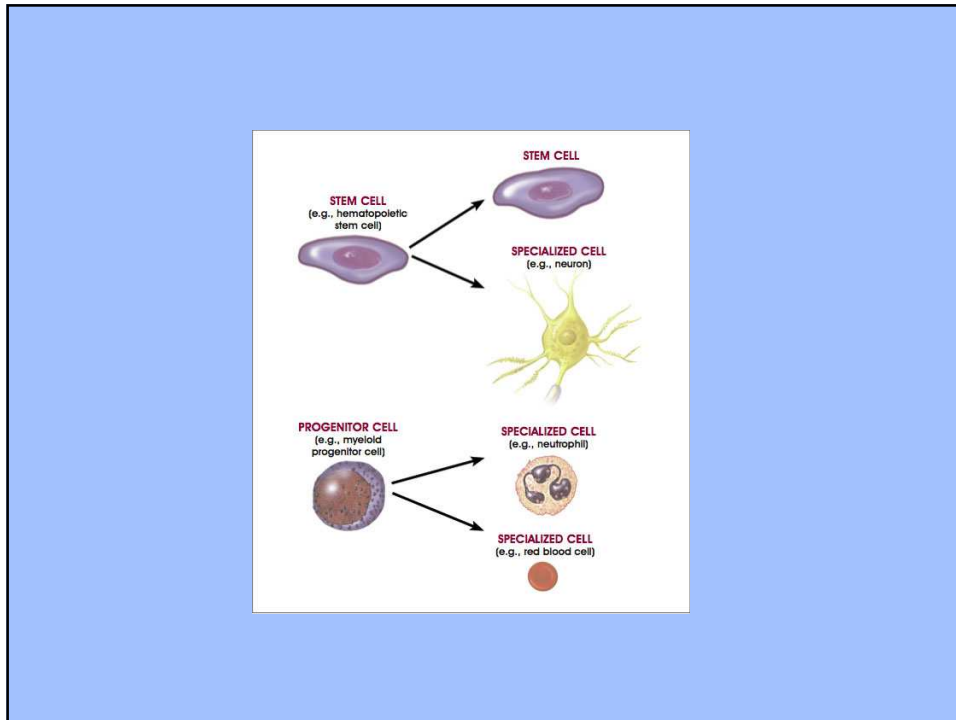 STEM CELL
(e.g., hematopoietic
stem cell)
STEM CELL
SPECIALIZED CELL
(e.g., neuron)
PROGENITOR CELL
(e.g., myeloid
progenitor cell)
SPECIALIZED CELL
(e.g., neutrophil)
SPECIALIZED CELL
(e.g., red blood cell)